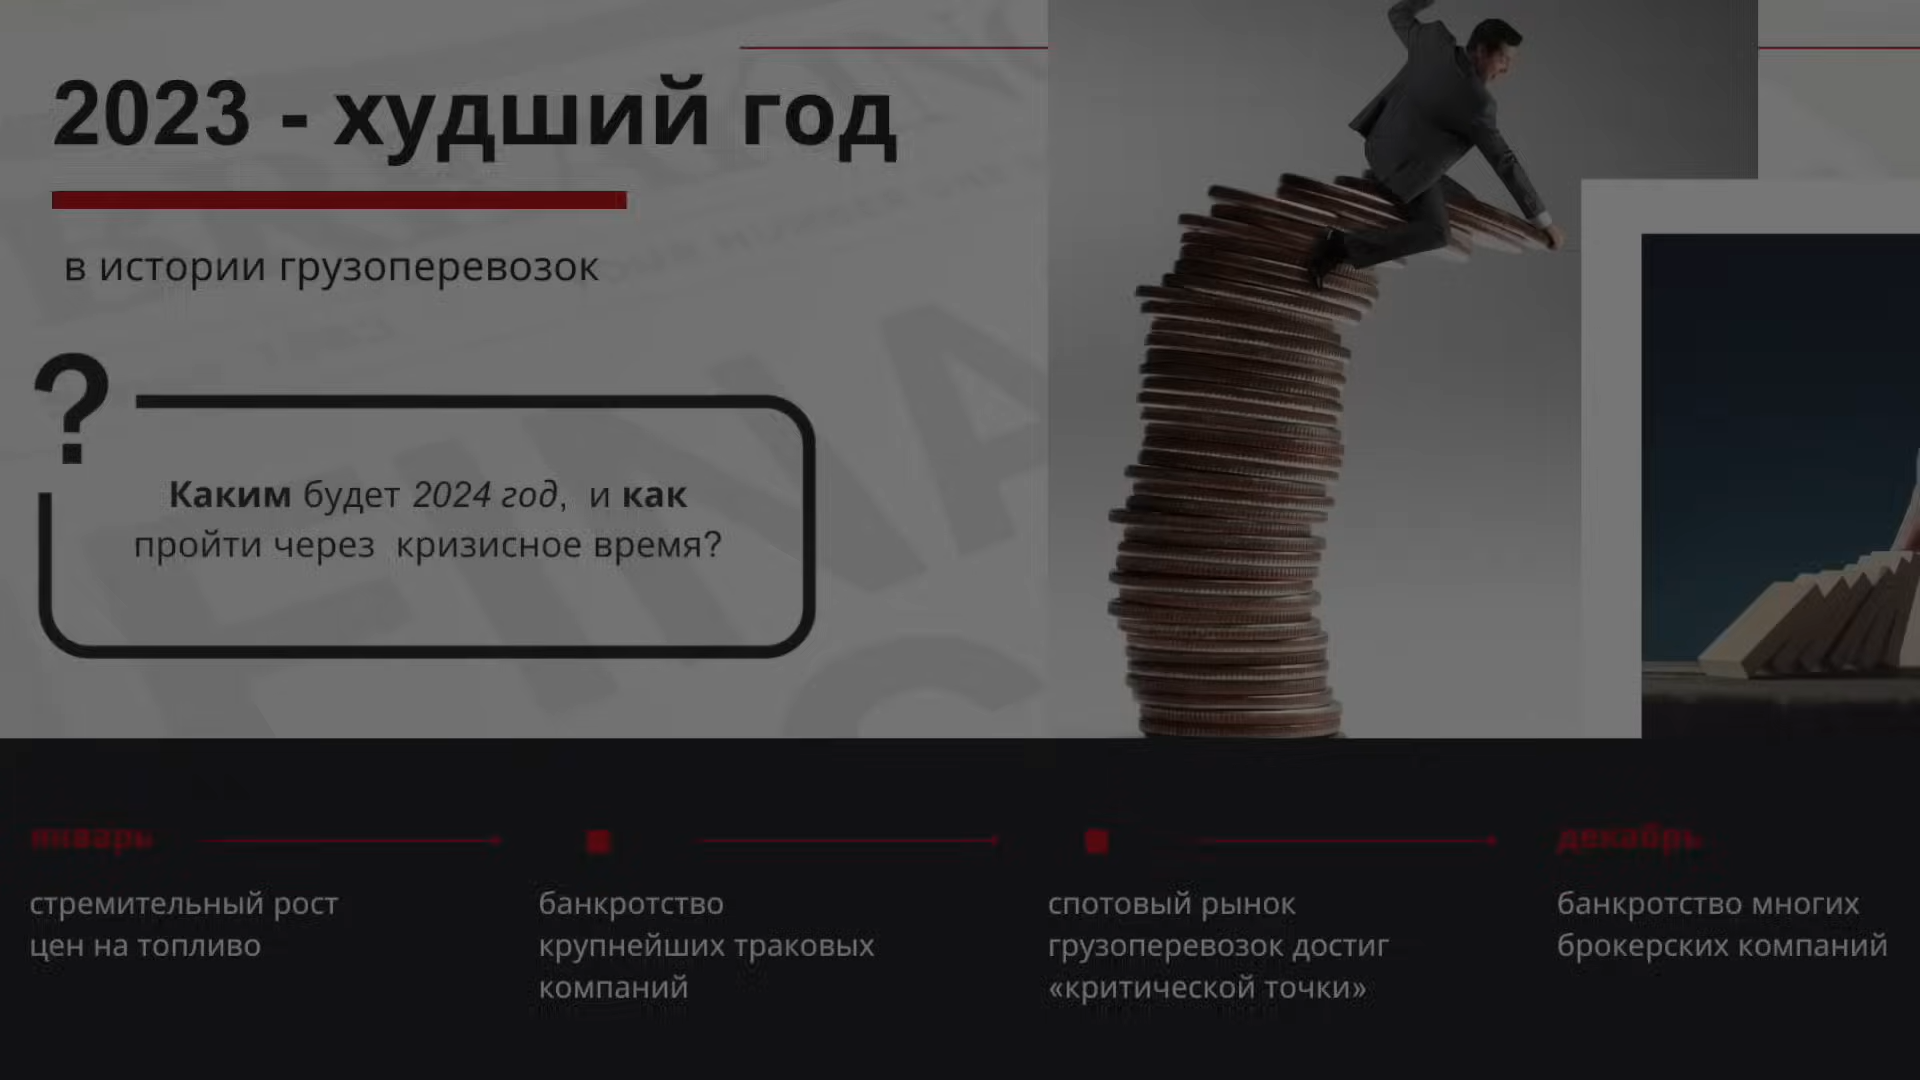 2023 - худший год
в истории грузоперевозок
?
Каким будет 2024 год, и как
пройти через кризисное время?
январь
стремительный рост
цен на топливо
банкротство
крупнейших траковых
компаний
спотовый рынок
грузоперевозок достиг
«критической точки»
декабрь
банкротство многих
брокерских компаний